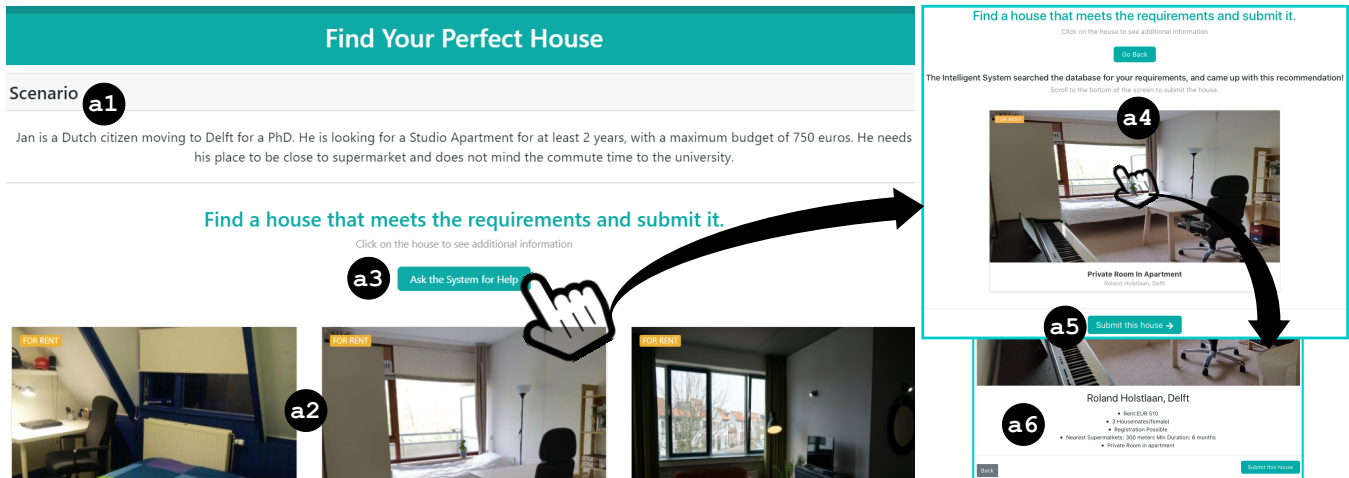 Find Your Perfect House
Scenario
a1
Jan is a Dutch citizen moving to Delft for a PhD. He is looking for a Studio Apartment for at least 2 years, with a maximum budget of 750 euros. He needs
his place to be close to supermarket and does not mind the commute time to the university.
Find a house that meets the requirements and submit it.
Click on the house to see additional information
a3
Ask the System for Help
FOR RENT
FOR RENT
FOR RENT
a2
Find a house that meets the requirements and submit it.
Click on the house to see additional information
Go Back
The Intelligent System searched the database for your requirements, and came up with this recommendation!
Scroll to the bottom of the screen to submit the house.
FOR RENT
a4
Private Room In Apartment
Roland Holstlaan, Delft
a5
Submit this house →
Roland Holstlaan, Delft
a6
• Rent:EUR 510
• 3 Housemates(female)
• Registration Possible
• Nearest Supermarkets: 300 meters Min Duration: 6 months
• Private Room in apartment
Back
Submit this house